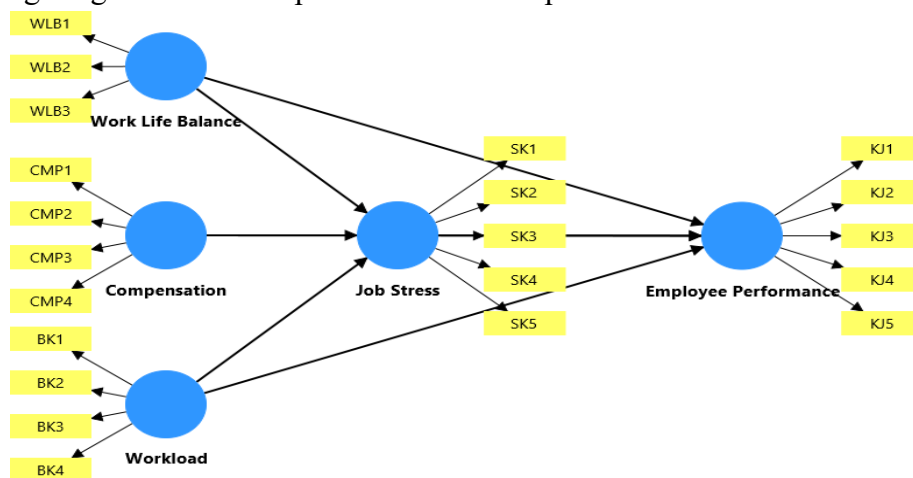 WLB1
WLB2
WLB3
Work Life Balance
CMP1
CMP2
CMP3
CMP4
Compensation
BK1
BK2
BK3
BK4
Workload
SK1
SK2
SK3
SK4
SK5
Job Stress
KJ1
KJ2
KJ3
KJ4
KJ5
Employee Performance